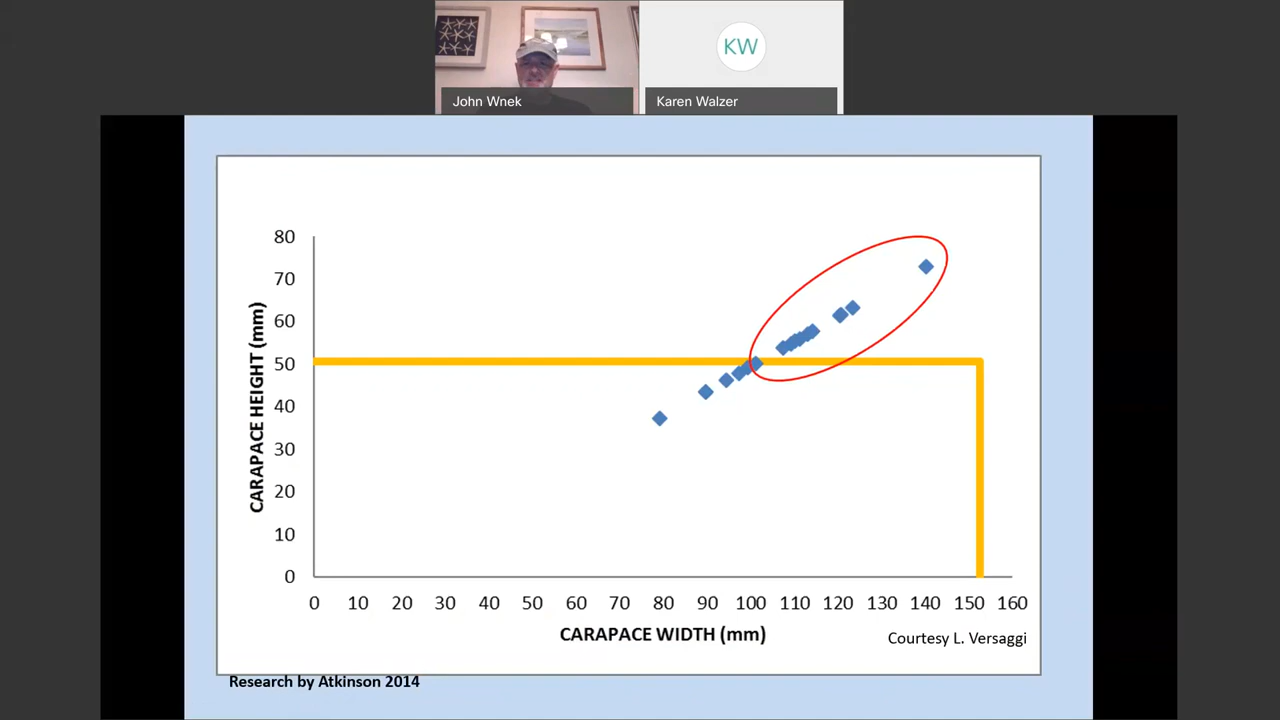 KW
John Wnek
Karen Walzer
80
70
60
50
40
30
20
10
0
CARAPACE HEIGHT (mm)
0 10 20 30 40 50 60 70 80 90 100 110 120 130 140 150 160
CARAPACE WIDTH (mm)
Courtesy L. Versaggi
Research by Atkinson 2014